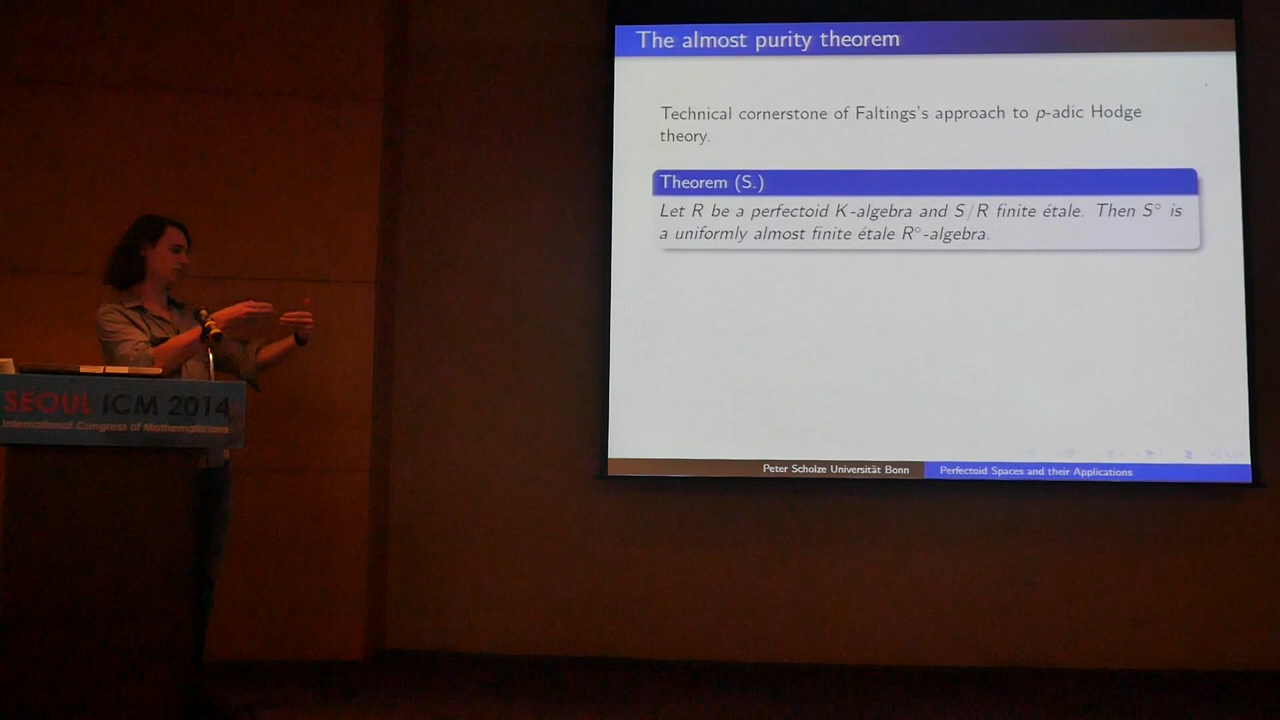 The almost purity theorem
Technical cornerstone of Faltings's approach to p-adic Hodge
theory.
Theorem (S.)
Let R be a perfectoid K-algebra and S/R finite étale. Then S° is
a uniformly almost finite étale R°-algebra.
Peter Scholze Universität Bonn
Perfectoid Spaces and their Applications
SEOUL ICM 2014
International Congress of Mathematicians